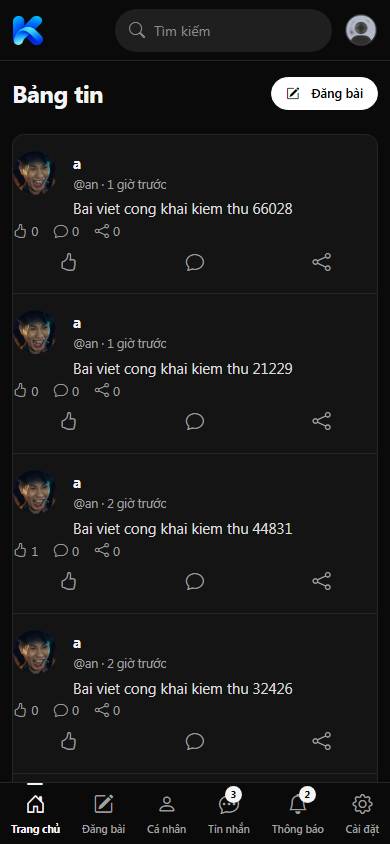 Tìm kiếm
Bảng tin
Đăng bài
a
@an · 1 giờ trước
Bai viet cong khai kiem thu 66028
0 0 0
a
@an · 1 giờ trước
Bai viet cong khai kiem thu 21229
0 0 0
a
@an · 2 giờ trước
Bai viet cong khai kiem thu 44831
1 0 0
a
@an · 2 giờ trước
Bai viet cong khai kiem thu 32426
0 0 0
3 2
Trang chủ Đăng bài Cá nhân Tin nhắn Thông báo Cài đặt